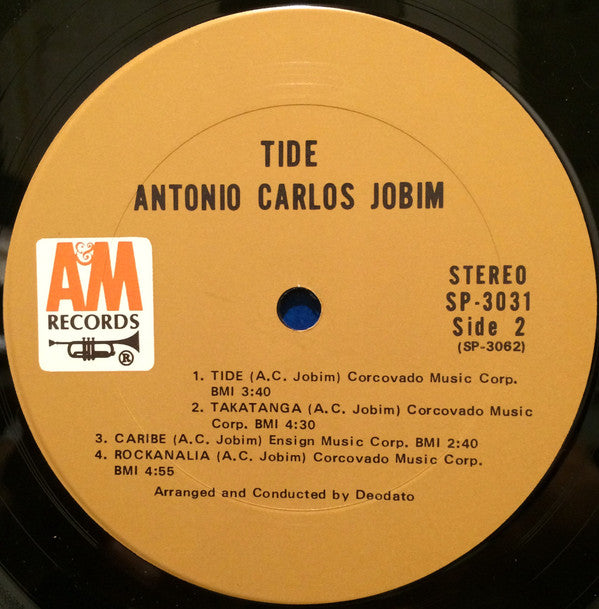 TIDE
ANTONIO CARLOS JOBIM
A&M
RECORDS
®
STEREO
SP-3031
Side 2
(SP-3062)
1. TIDE (A.C. Jobim) Corcovado Music Corp.
BMI 3:40
2. TAKATANGA (A.C. Jobim) Corcovado Music
Corp. BMI 4:30
3. CARIBE (A.C. Jobim) Ensign Music Corp. BMI 2:40
4. ROCKANALIA (A.C. Jobim) Corcovado Music Corp.
BMI 4:55
Arranged and Conducted by Deodato